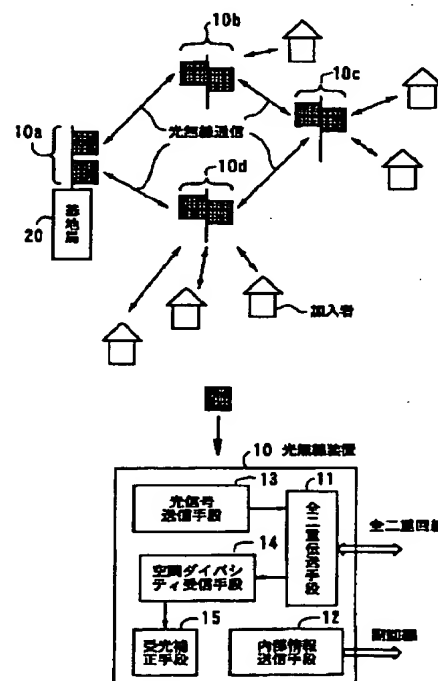 10b
10c
10a
光無線通信
10d
20
基地局
加入者
10 光無線装置
13
11
光信号
送信手段
全二重伝送手段
全二重回線
14
空間ダイバシ
ティ受信手段
15
12
受光補
正手段
内部情報
送信手段